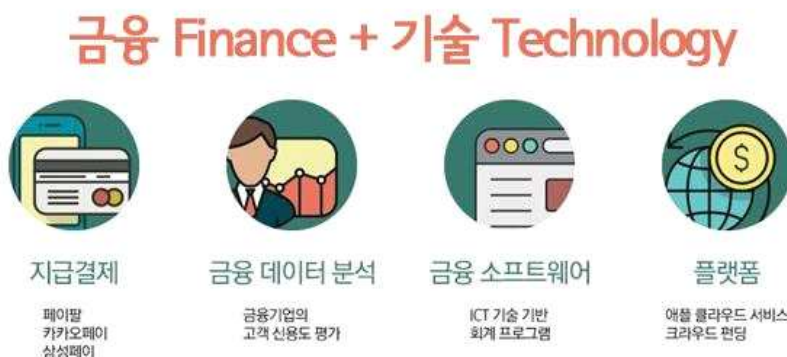 금융 Finance + 기술 Technology
지급결제
페이팔
카카오페이
삼성페이
금융 데이터 분석
금융기업의
고객 신용도 평가
금융 소프트웨어
ICT 기술 기반
회계 프로그램
플랫폼
애플 클라우드 서비스
크라우드 펀딩